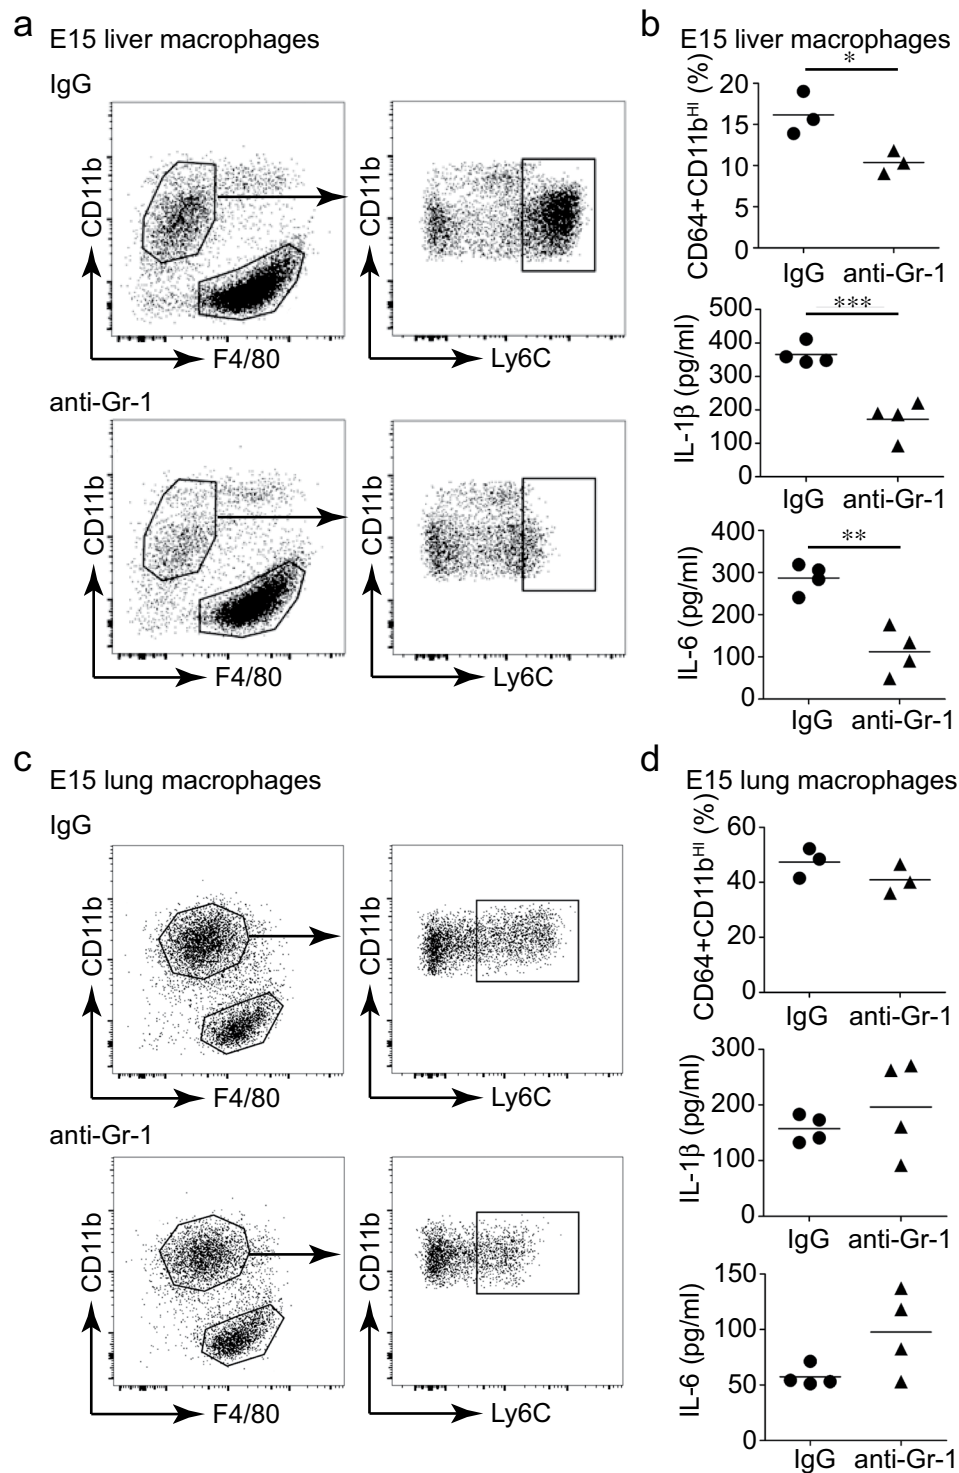 a
E15 liver macrophages
IgG
CD11b
F4/80
CD11b
Ly6C
anti-Gr-1
CD11b
F4/80
CD11b
Ly6C
b
E15 liver macrophages
*
CD64+CD11bᴴᴵ (%)
20
15
10
5
0
IgG anti-Gr-1
***
IL-1β (pg/ml)
500
400
300
200
100
0
IgG anti-Gr-1
**
IL-6 (pg/ml)
400
300
200
100
0
IgG anti-Gr-1
c
E15 lung macrophages
IgG
CD11b
F4/80
CD11b
Ly6C
anti-Gr-1
CD11b
F4/80
CD11b
Ly6C
d
E15 lung macrophages
CD64+CD11bᴴᴵ (%)
60
40
20
0
IgG anti-Gr-1
IL-1β (pg/ml)
300
200
100
0
IgG anti-Gr-1
IL-6 (pg/ml)
150
100
50
0
IgG anti-Gr-1